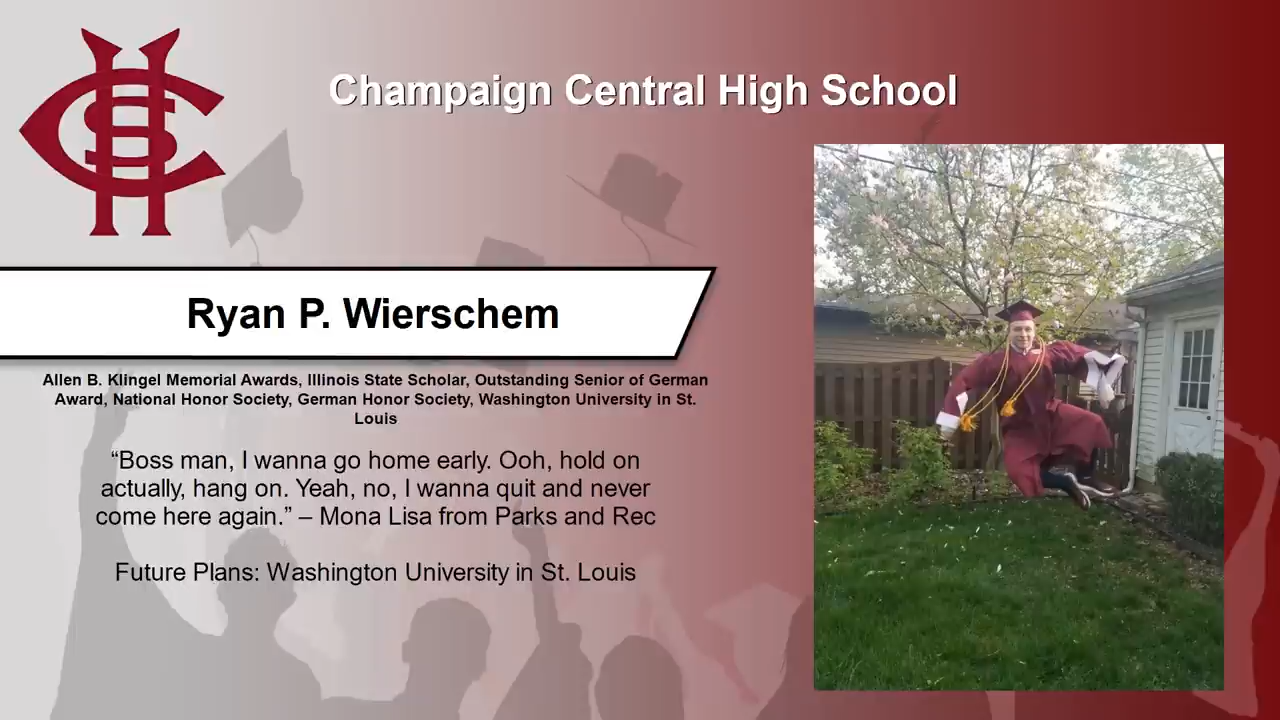 Champaign Central High School
Ryan P. Wierschem
Allen B. Klingel Memorial Awards, Illinois State Scholar, Outstanding Senior of German
Award, National Honor Society, German Honor Society, Washington University in St.
Louis
“Boss man, I wanna go home early. Ooh, hold on
actually, hang on. Yeah, no, I wanna quit and never
come here again.” – Mona Lisa from Parks and Rec
Future Plans: Washington University in St. Louis